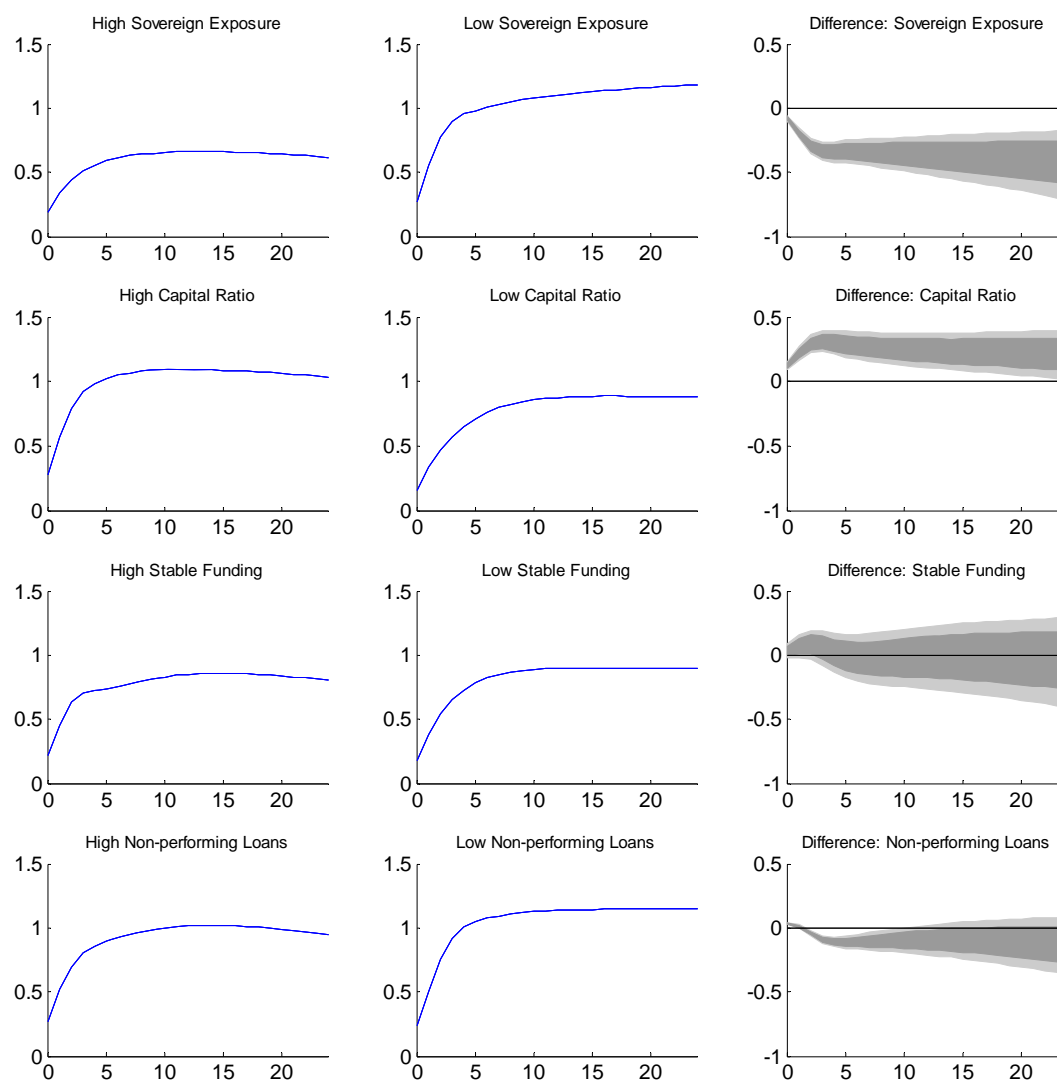 High Sovereign Exposure
Low Sovereign Exposure
Difference: Sovereign Exposure
1.5
1
0.5
0
0 5 10 15 20
1.5
1
0.5
0
0 5 10 15 20
0.5
0
-0.5
-1
0 5 10 15 20
High Capital Ratio
Low Capital Ratio
Difference: Capital Ratio
1.5
1
0.5
0
0 5 10 15 20
1.5
1
0.5
0
0 5 10 15 20
0.5
0
-0.5
-1
0 5 10 15 20
High Stable Funding
Low Stable Funding
Difference: Stable Funding
1.5
1
0.5
0
0 5 10 15 20
1.5
1
0.5
0
0 5 10 15 20
0.5
0
-0.5
-1
0 5 10 15 20
High Non-performing Loans
Low Non-performing Loans
Difference: Non-performing Loans
1.5
1
0.5
0
0 5 10 15 20
1.5
1
0.5
0
0 5 10 15 20
0.5
0
-0.5
-1
0 5 10 15 20